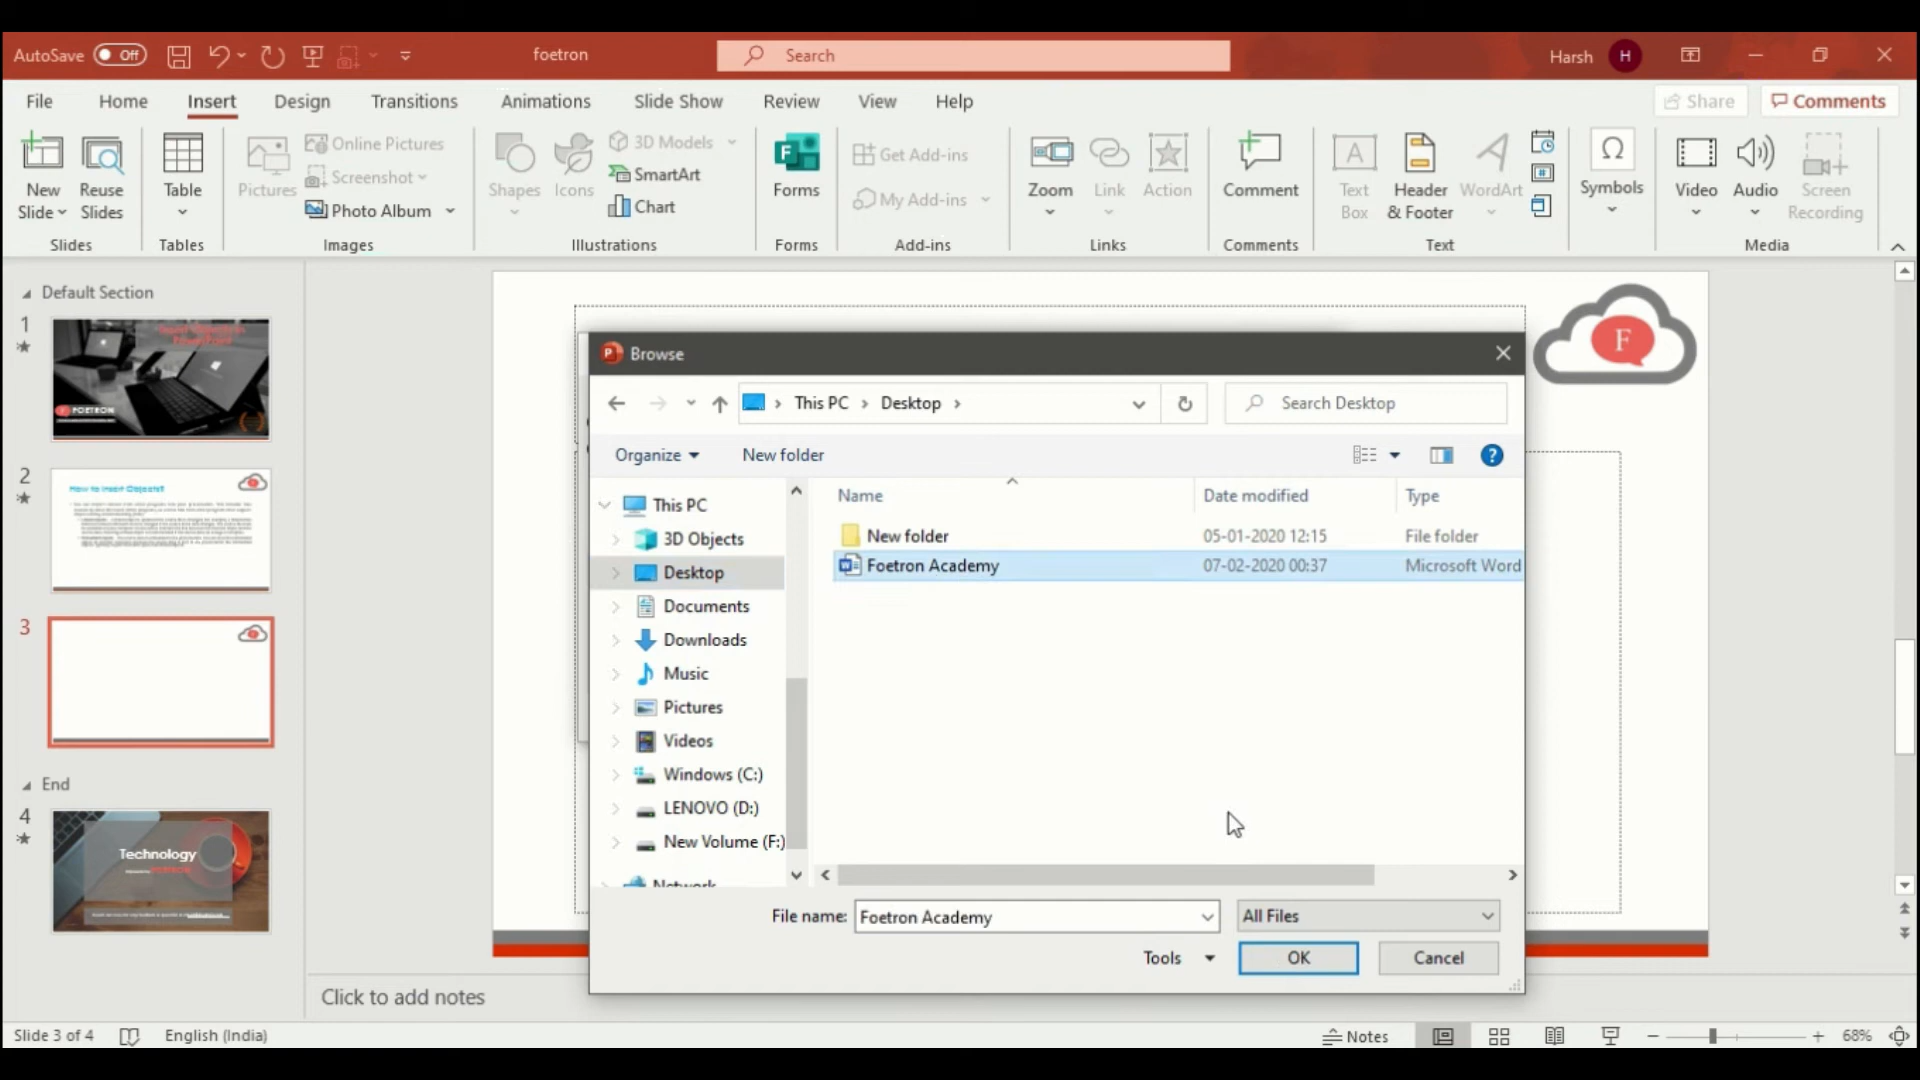 AutoSave Off foetron Search Harsh H
File Home Insert Design Transitions Animations Slide Show Review View Help Share Comments
New Slide
Reuse Slides
Table
Pictures
Online Pictures
Screenshot
Photo Album
Shapes
Icons
3D Models
SmartArt
Chart
Forms
Get Add-ins
My Add-ins
Zoom
Link
Action
Comment
Text Box
Header & Footer
WordArt
Symbols
Video
Audio
Screen Recording
Slides Tables Images Illustrations Forms Add-ins Links Comments Text Media
Default Section
1
FOETRON
2
How to Insert Objects?
3
End
4
Technology
F
Browse
This PC Desktop Search Desktop
Organize New folder
This PC
3D Objects
Desktop
Documents
Downloads
Music
Pictures
Videos
Windows (C:)
LENOVO (D:)
New Volume (F:)
Network
Name Date modified Type
New folder 05-01-2020 12:15 File folder
Foetron Academy 07-02-2020 00:37 Microsoft Word
File name: Foetron Academy All Files
Tools OK Cancel
Click to add notes
Slide 3 of 4 English (India) Notes 68%